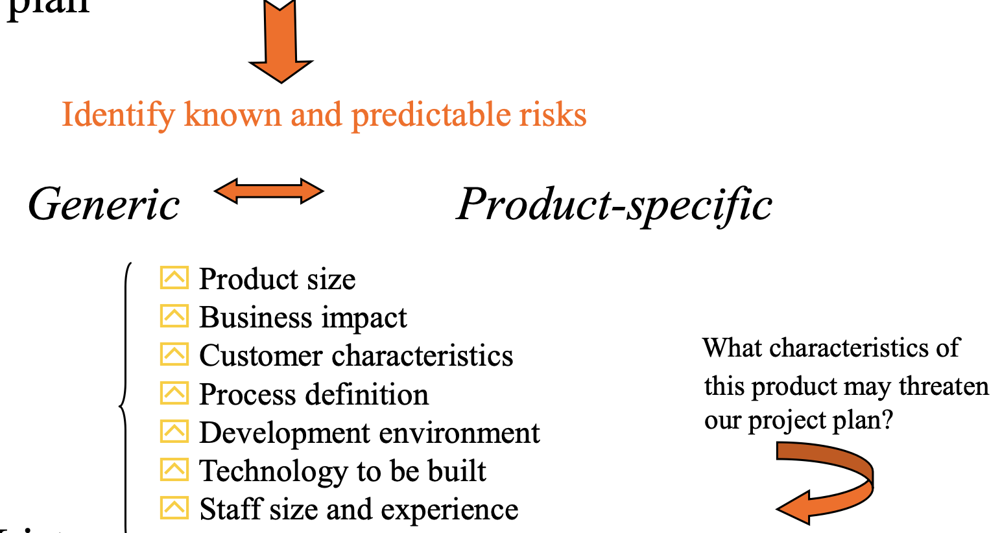 plan
Identify known and predictable risks
Generic
Product-specific
Product size
Business impact
Customer characteristics
Process definition
Development environment
Technology to be built
Staff size and experience
What characteristics of
this product may threaten
our project plan?